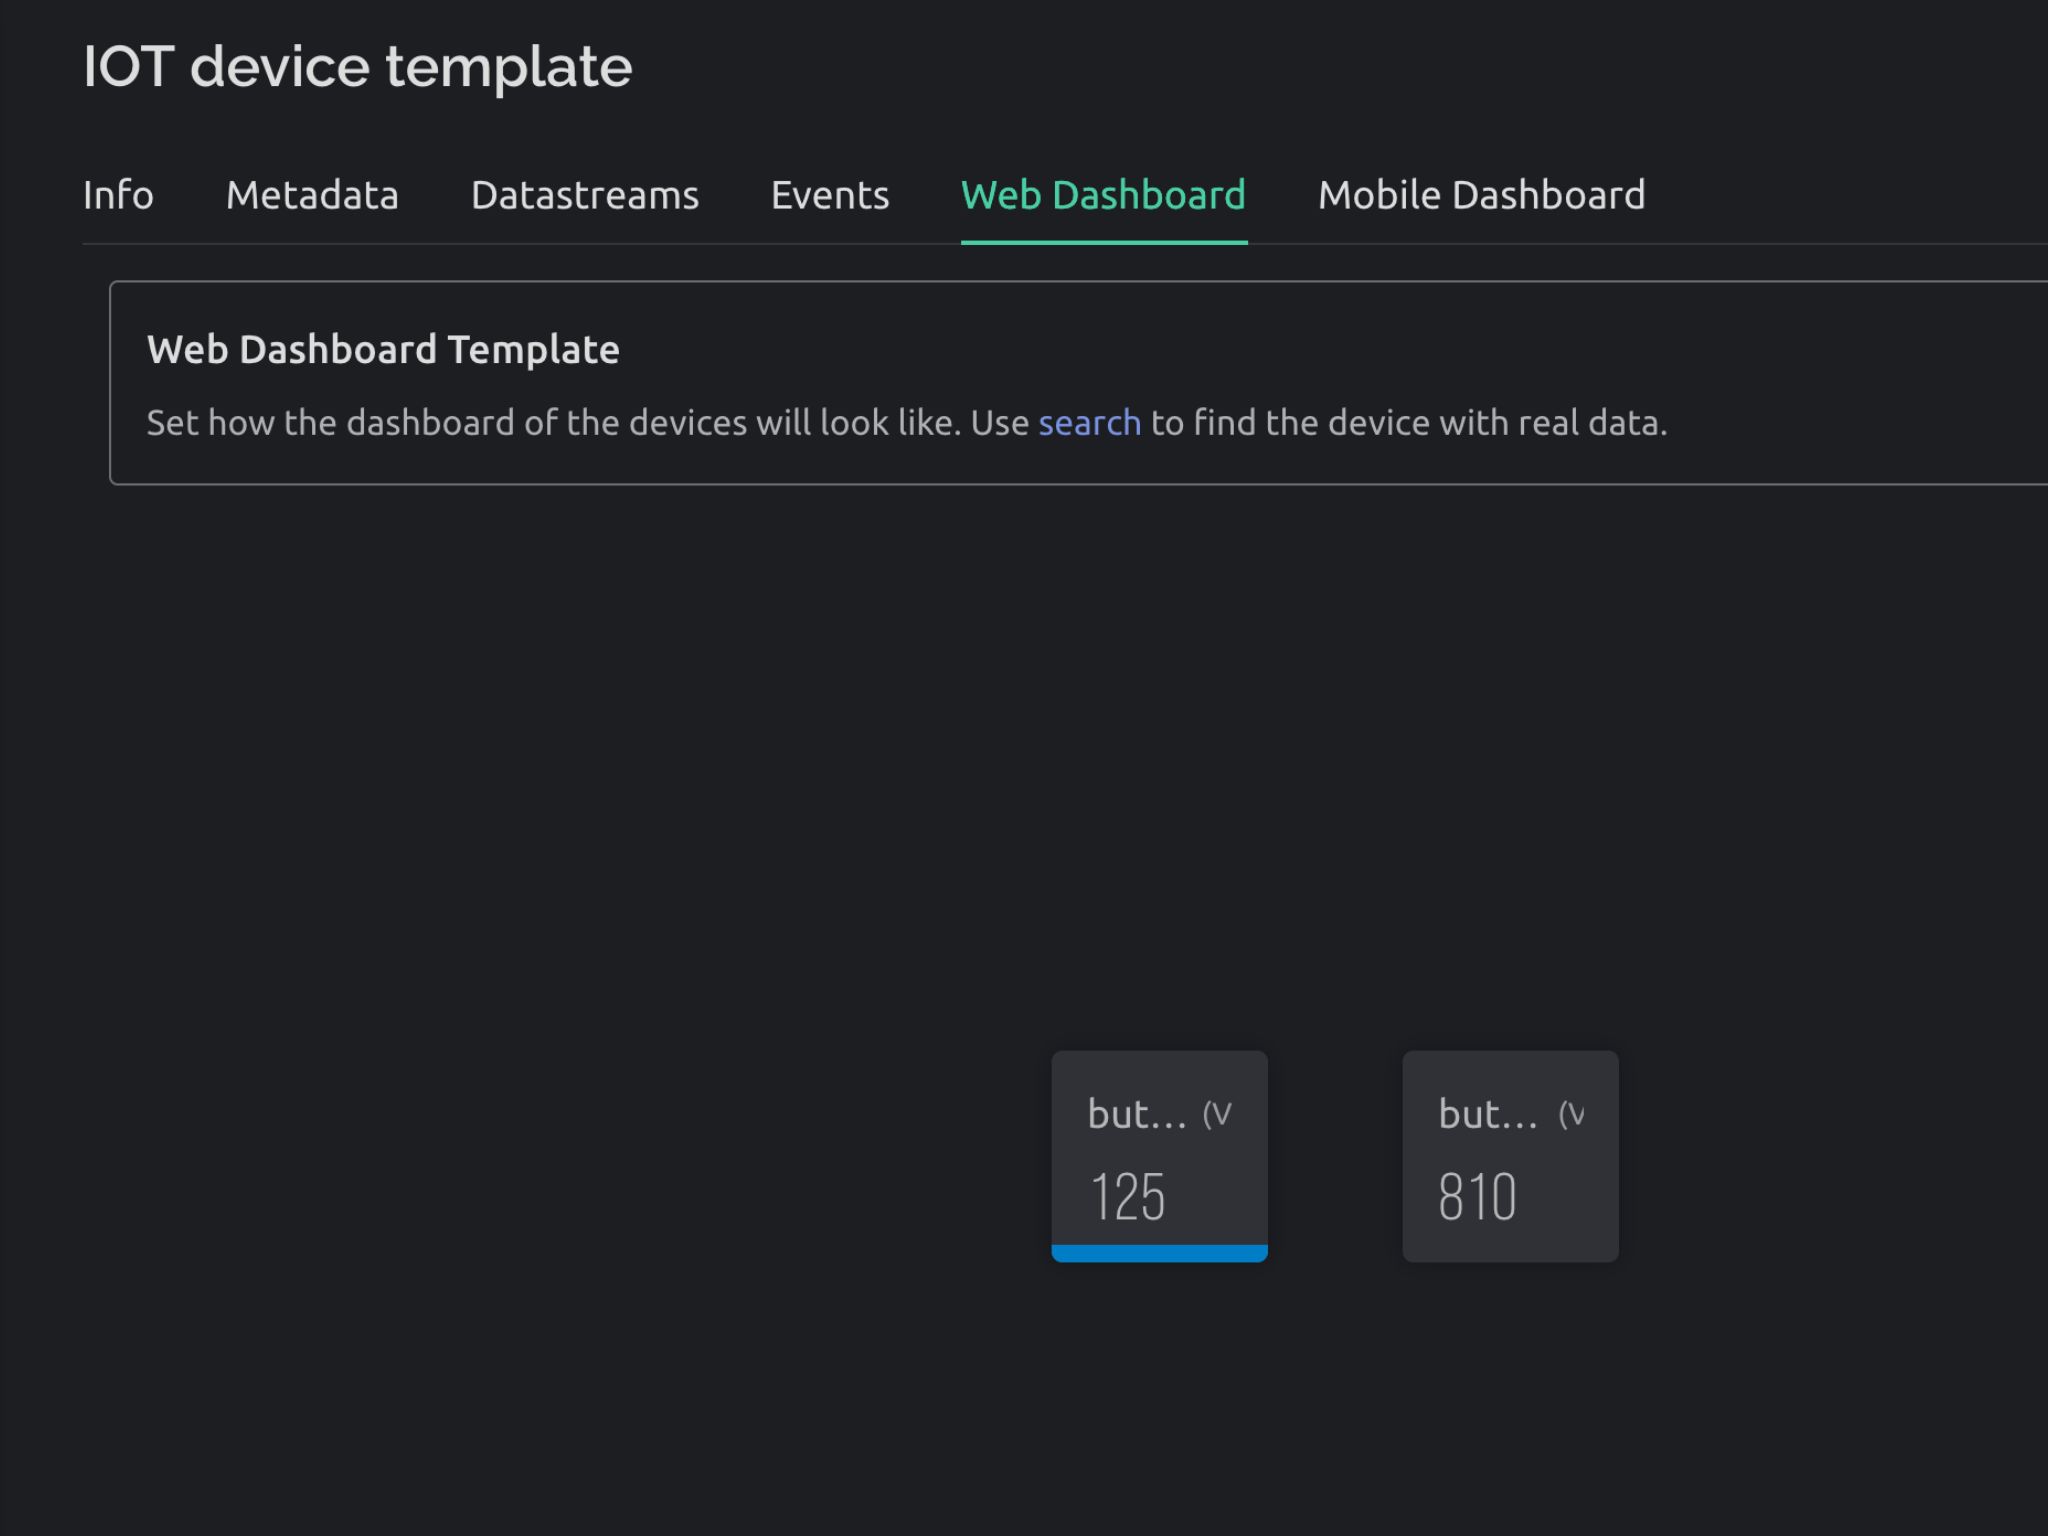 IOT device template
Info Metadata Datastreams Events Web Dashboard Mobile Dashboard
Web Dashboard Template
Set how the dashboard of the devices will look like. Use search to find the device with real data.
but... (V but... (V
125 810